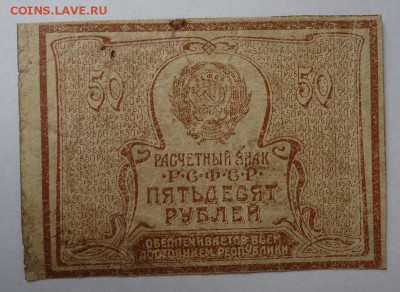 COINS.LAVE.RU
50 50
РАСЧЕТНЫЙ ЗНАК
Р·С·Ф·С·Р
ПЯТЬДЕСЯТ
РУБЛЕЙ
ОБЕСПЕЧИВАЕТСЯ ВСЕМ
ДОСТОЯНИЕМ РЕСПУБЛИКИ